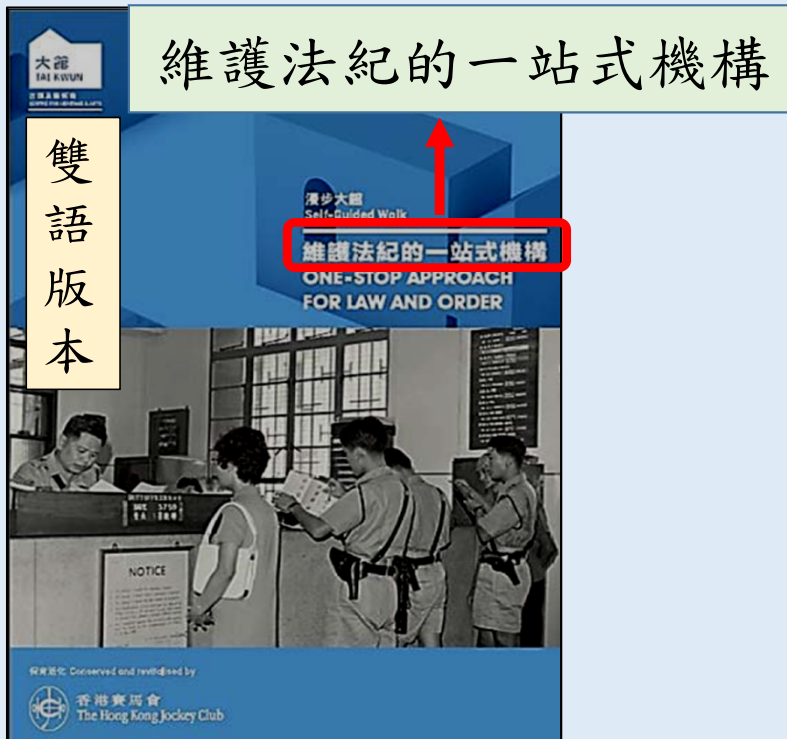 維護法紀的一站式機構
大館
TAI KWUN
雙語版本
漫步大館
Self-Guided Walk
維護法紀的一站式機構
ONE-STOP APPROACH
FOR LAW AND ORDER
NOTICE
保育活化 Conserved and revitalised by
香港賽馬會
The Hong Kong Jockey Club